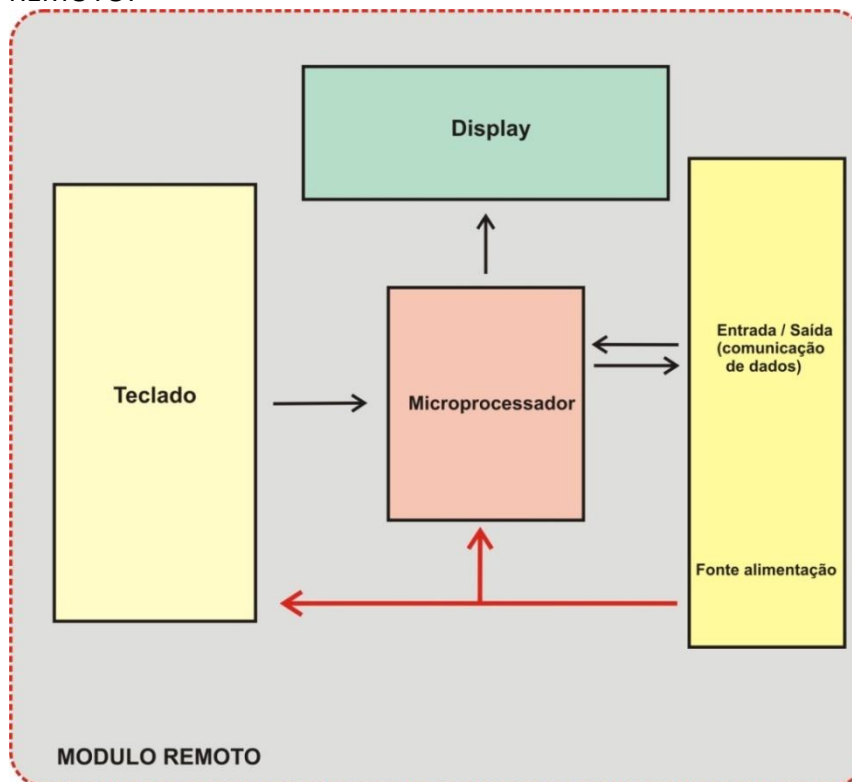 Display
Teclado
Microprocessador
Entrada / Saída
(comunicação
de dados)
Fonte alimentação
MODULO REMOTO